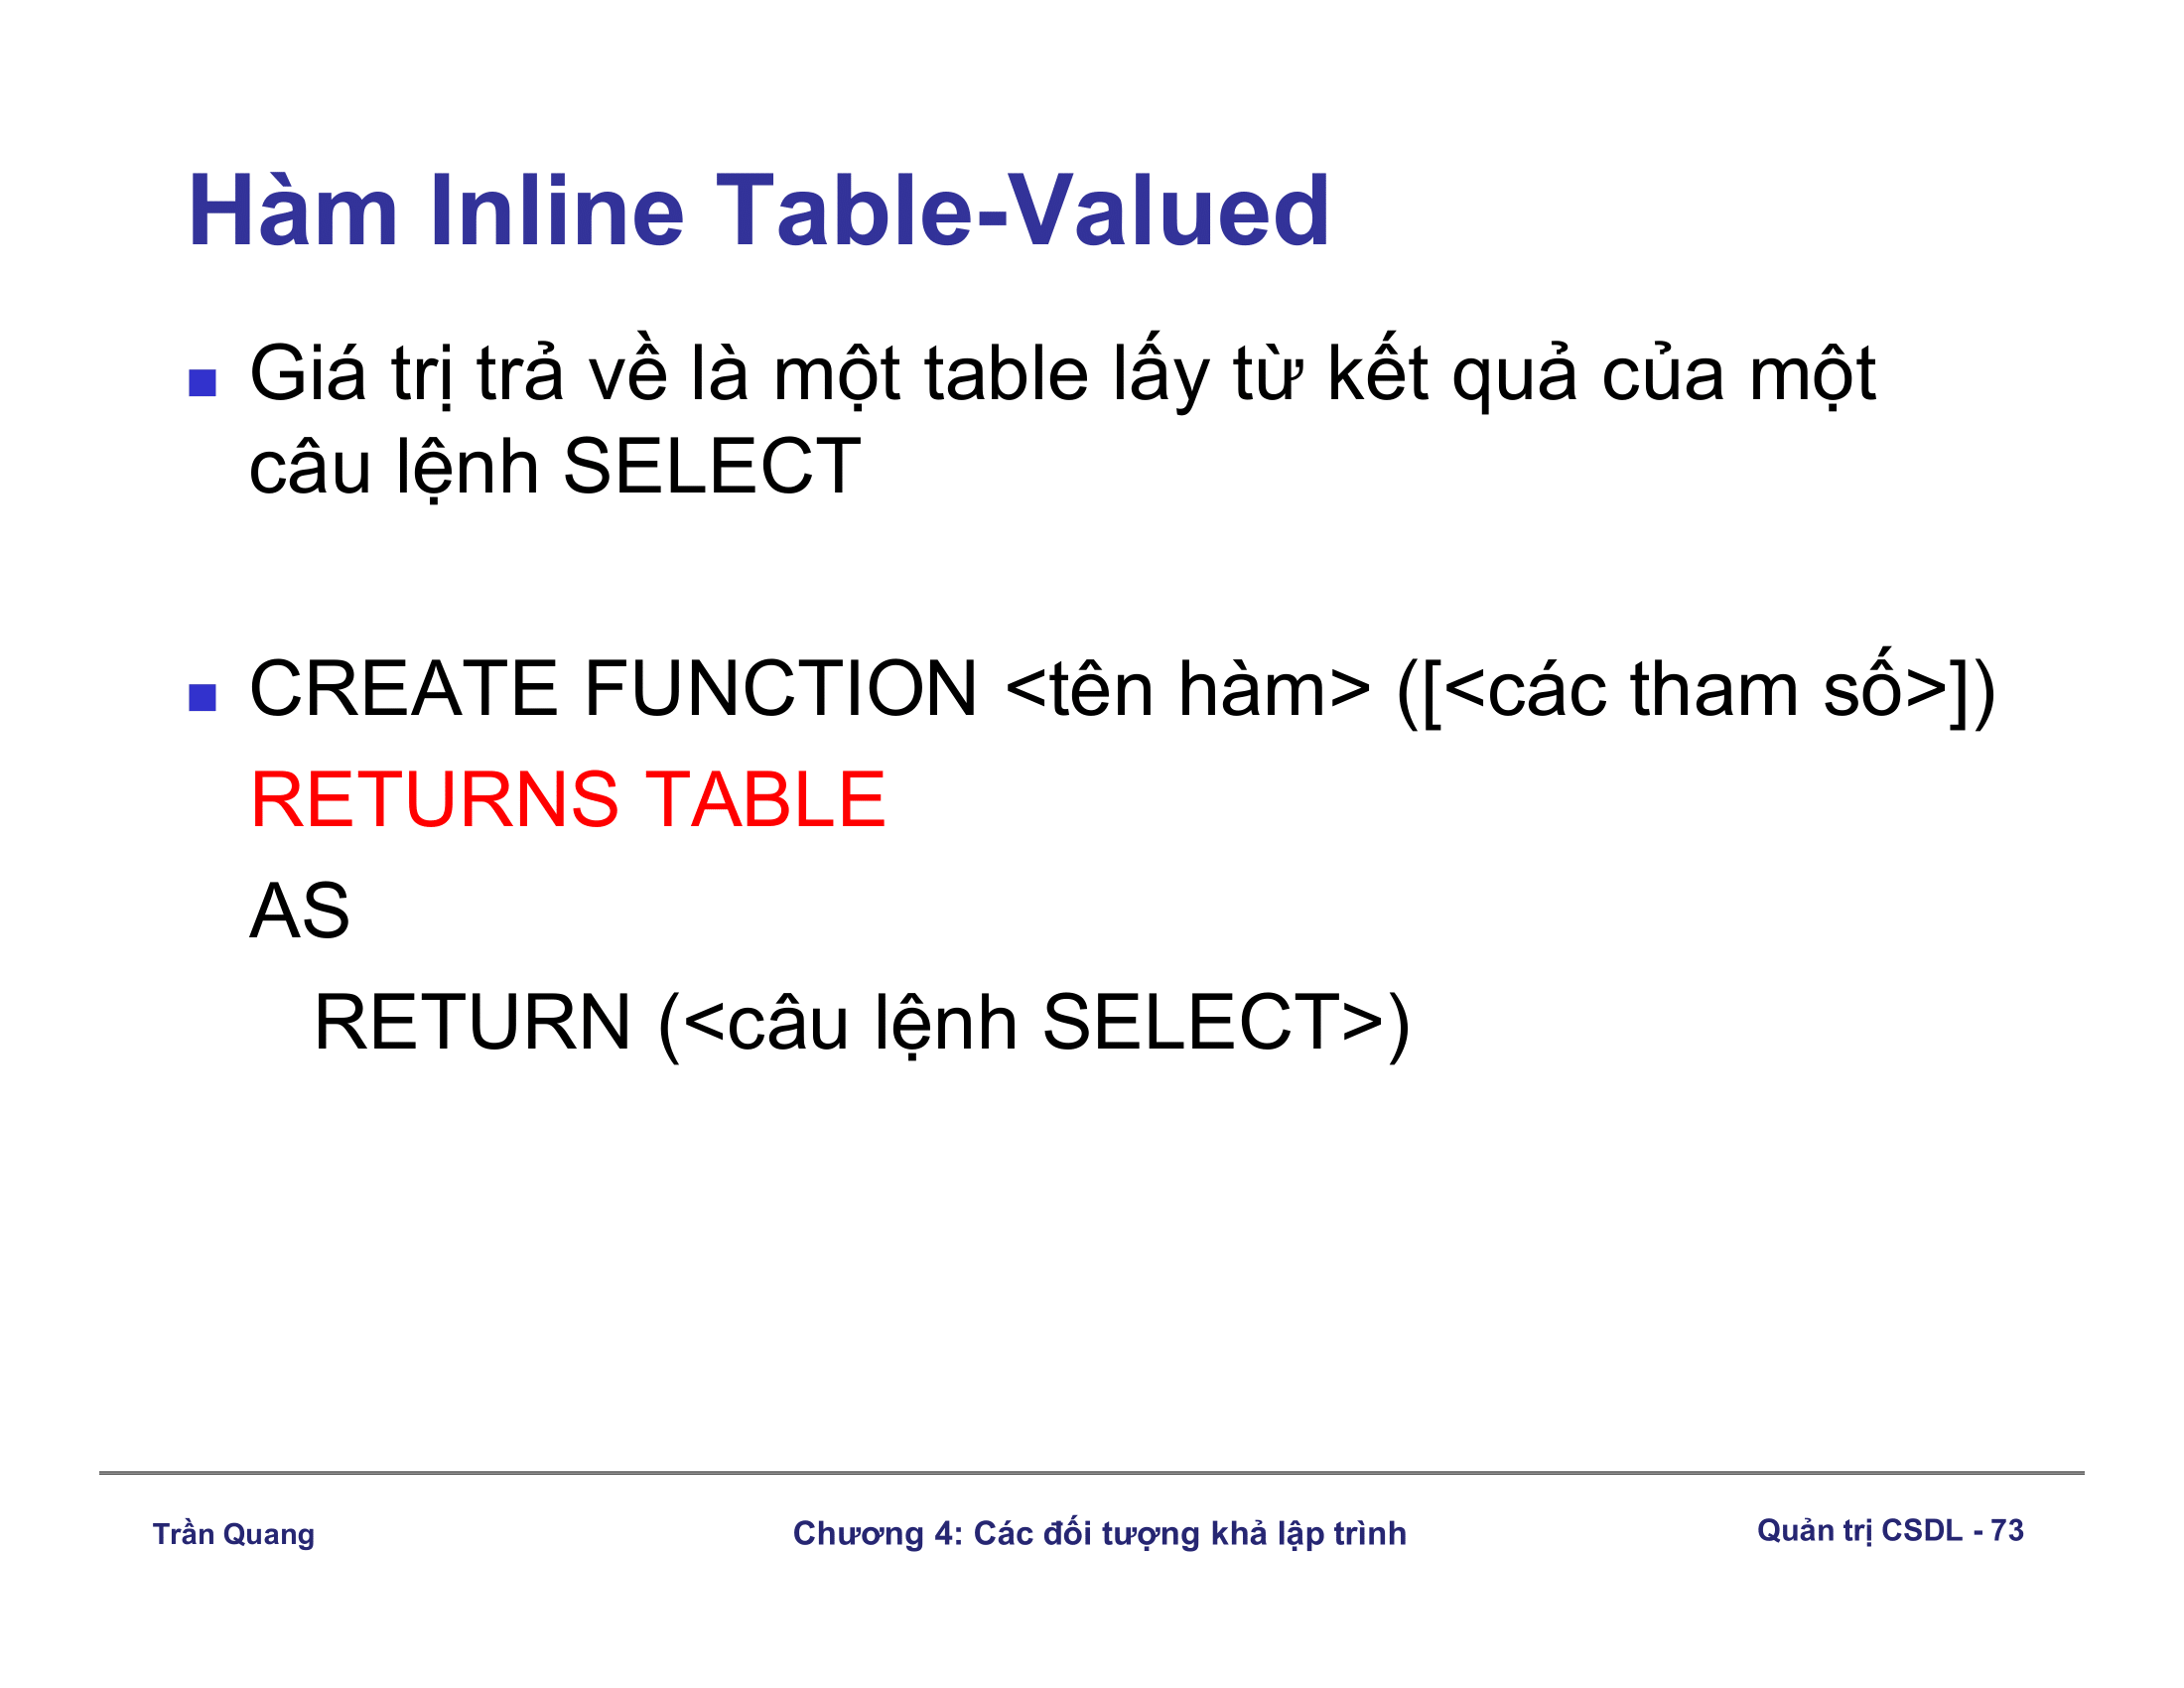 Hàm Inline Table-Valued
Giá trị trả về là một table lấy từ kết quả của một
câu lệnh SELECT
CREATE FUNCTION <tên hàm> ([<các tham số>])
RETURNS TABLE
AS
RETURN (<câu lệnh SELECT>)
Trần Quang
Chương 4: Các đối tượng khả lập trình
Quản trị CSDL - 73